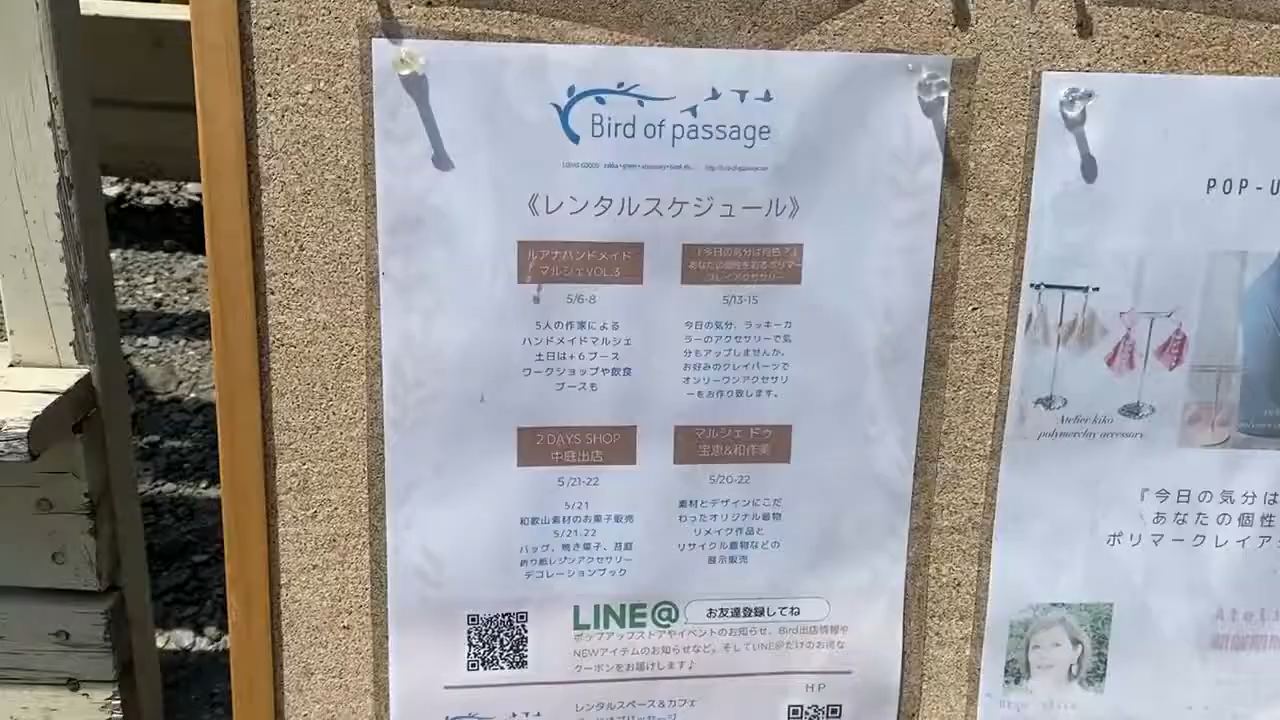 Bird of passage
《レンタルスケジュール》
ルアナハンドメイド
マルシェVOL.3
5/6-8
5人の作家による
ハンドメイドマルシェ
土日は+6ブース
ワークショップや飲食
ブースも
『今日の気分は何色?』
あなたの個性を彩るポリマー
クレイアクセサリー
5/13-15
今日の気分、ラッキーカ
ラーのアクセサリーで気
分もアップしませんか。
お好みのクレイパーツで
オンリーワンアクセサリ
ーをお作り致します。
2 DAYS SHOP
中庭出店
5/21-22
5/21
和歌山素材のお菓子販売
5/21.22
バッグ、焼き菓子、苔庭
折り紙レジンアクセサリー
デコレーションブック
マルシェ ドゥ
宝恵&和作美
5/20-22
素材とデザインにこだ
わったオリジナル着物
リメイク作品と
リサイクル着物などの
展示販売
LINE@ お友達登録してね
ポップアップストアやイベントのお知らせ、Bird出店情報や
NEWアイテムのお知らせなど。そしてLINE@だけのお得な
クーポンをお届けします♪
HP
レンタルスペース&カフェ
POP-U
Atelier kiko
polymerclay accessory
『今日の気分は
あなたの個性
ポリマークレイア
Ateli